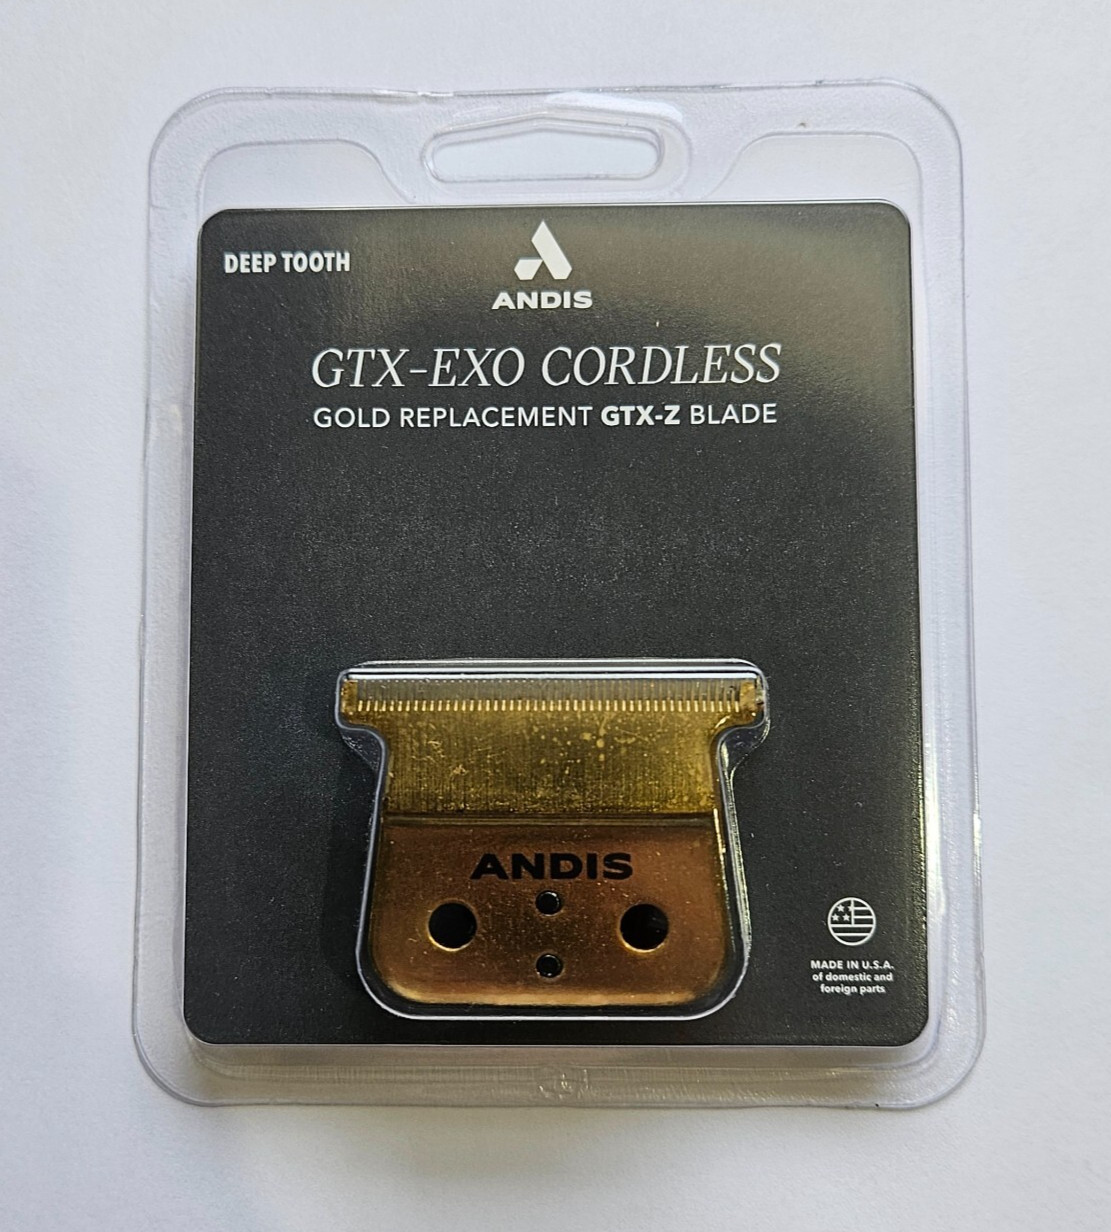 DEEP TOOTH
ANDIS
GTX-EXO CORDLESS
GOLD REPLACEMENT GTX-Z BLADE
ANDIS
MADE IN U.S.A.
of domestic and
foreign parts